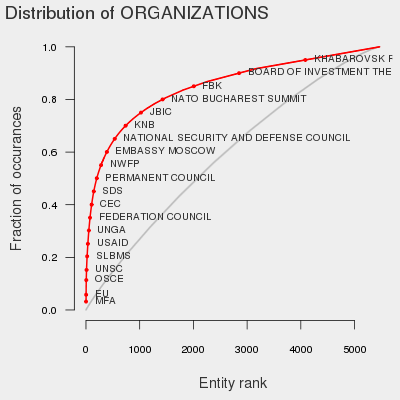 Distribution of ORGANIZATIONS
Fraction of occurances
1.0
0.8
0.6
0.4
0.2
0.0
KHABAROVSK F
BOARD OF INVESTMENT THE
FBK
NATO BUCHAREST SUMMIT
JBIC
KNB
NATIONAL SECURITY AND DEFENSE COUNCIL
EMBASSY MOSCOW
NWFP
PERMANENT COUNCIL
SDS
CEC
FEDERATION COUNCIL
UNGA
USAID
SLBMS
UNSC
OSCE
EU
MFA
0 1000 2000 3000 4000 5000
Entity rank